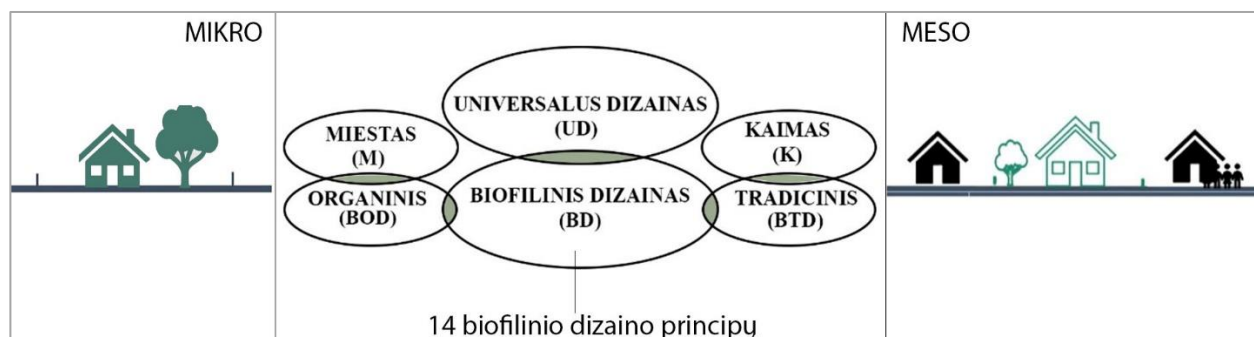 MIKRO
MESO
UNIVERSALUS DIZAINAS
(UD)
MIESTAS
(M)
KAIMAS
(K)
ORGANINIS
(BOD)
BIOFILINIS DIZAINAS
(BD)
TRADICINIS
(BTD)
14 biofilinio dizaino principų